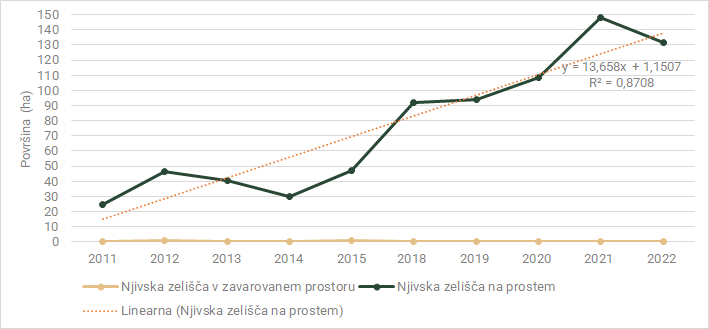 150
140
130
120
110
100
90
80
70
60
50
40
30
20
10
0
Površina (ha)
y = 13,658x + 1,1507
R² = 0,8708
2011 2012 2013 2014 2015 2018 2019 2020 2021 2022
Njivska zelišča v zavarovanem prostoru Njivska zelišča na prostem
Linearna (Njivska zelišča na prostem)